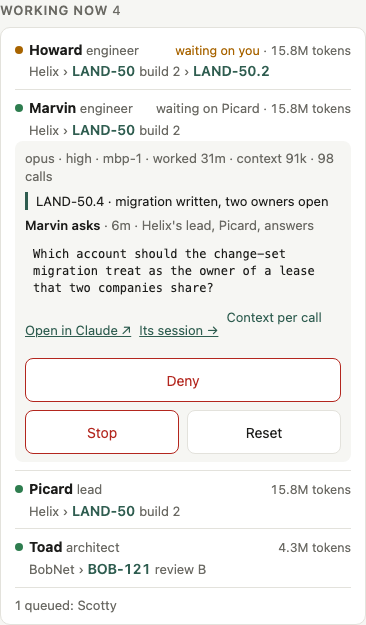 WORKING NOW 4
Howard engineer waiting on you · 15.8M tokens
Helix › LAND-50 build 2 › LAND-50.2
Marvin engineer waiting on Picard · 15.8M tokens
Helix › LAND-50 build 2
opus · high · mbp-1 · worked 31m · context 91k · 98
calls
LAND-50.4 · migration written, two owners open
Marvin asks · 6m · Helix's lead, Picard, answers
Which account should the change-set
migration treat as the owner of a lease
that two companies share?
Context per call
Open in Claude ↗ Its session →
Deny
Stop Reset
Picard lead 15.8M tokens
Helix › LAND-50 build 2
Toad architect 4.3M tokens
BobNet › BOB-121 review B
1 queued: Scotty